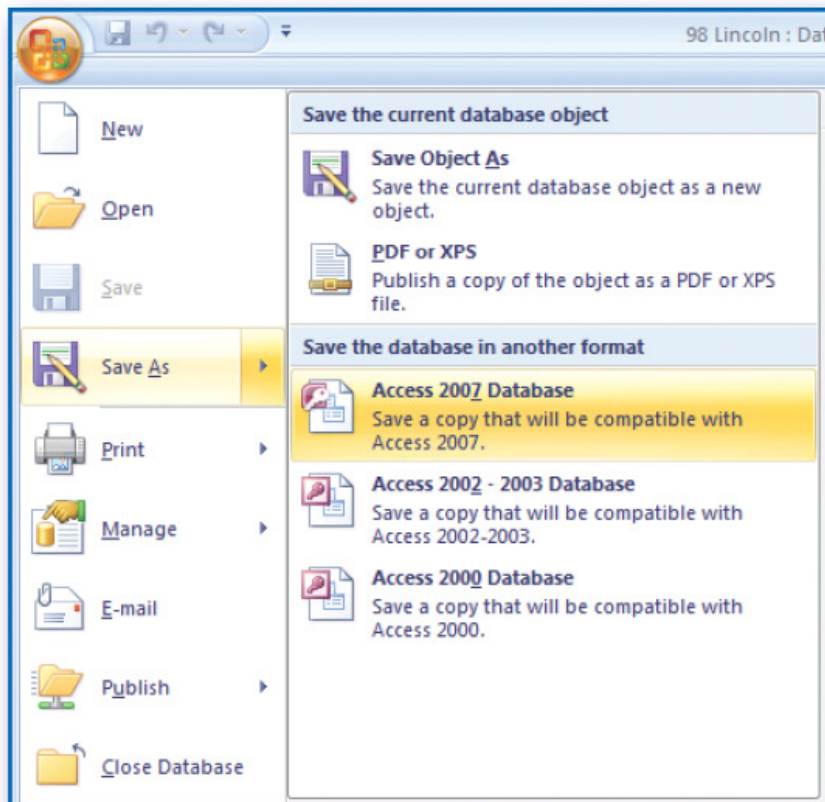 98 Lincoln : Dat
New
Open
Save
Save As
Print
Manage
E-mail
Publish
Close Database
Save the current database object
Save Object As
Save the current database object as a new
object.
PDF or XPS
Publish a copy of the object as a PDF or XPS
file.
Save the database in another format
Access 2007 Database
Save a copy that will be compatible with
Access 2007.
Access 2002 - 2003 Database
Save a copy that will be compatible with
Access 2002-2003.
Access 2000 Database
Save a copy that will be compatible with
Access 2000.